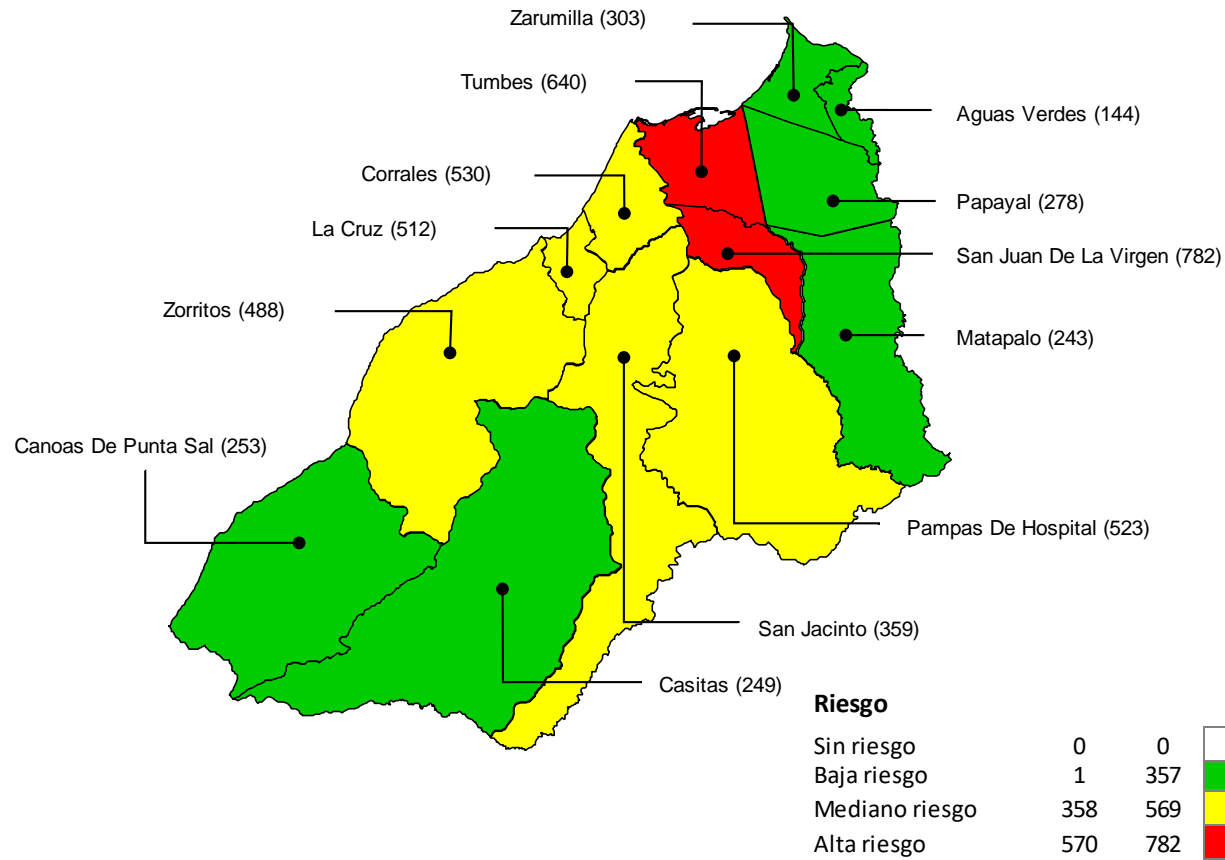 Zarumilla (303)
Tumbes (640)
Aguas Verdes (144)
Corrales (530)
Papayal (278)
La Cruz (512)
San Juan De La Virgen (782)
Zorritos (488)
Matapalo (243)
Canoas De Punta Sal (253)
Pampas De Hospital (523)
San Jacinto (359)
Casitas (249)
Riesgo
Sin riesgo 0 0
Baja riesgo 1 357
Mediano riesgo 358 569
Alta riesgo 570 782